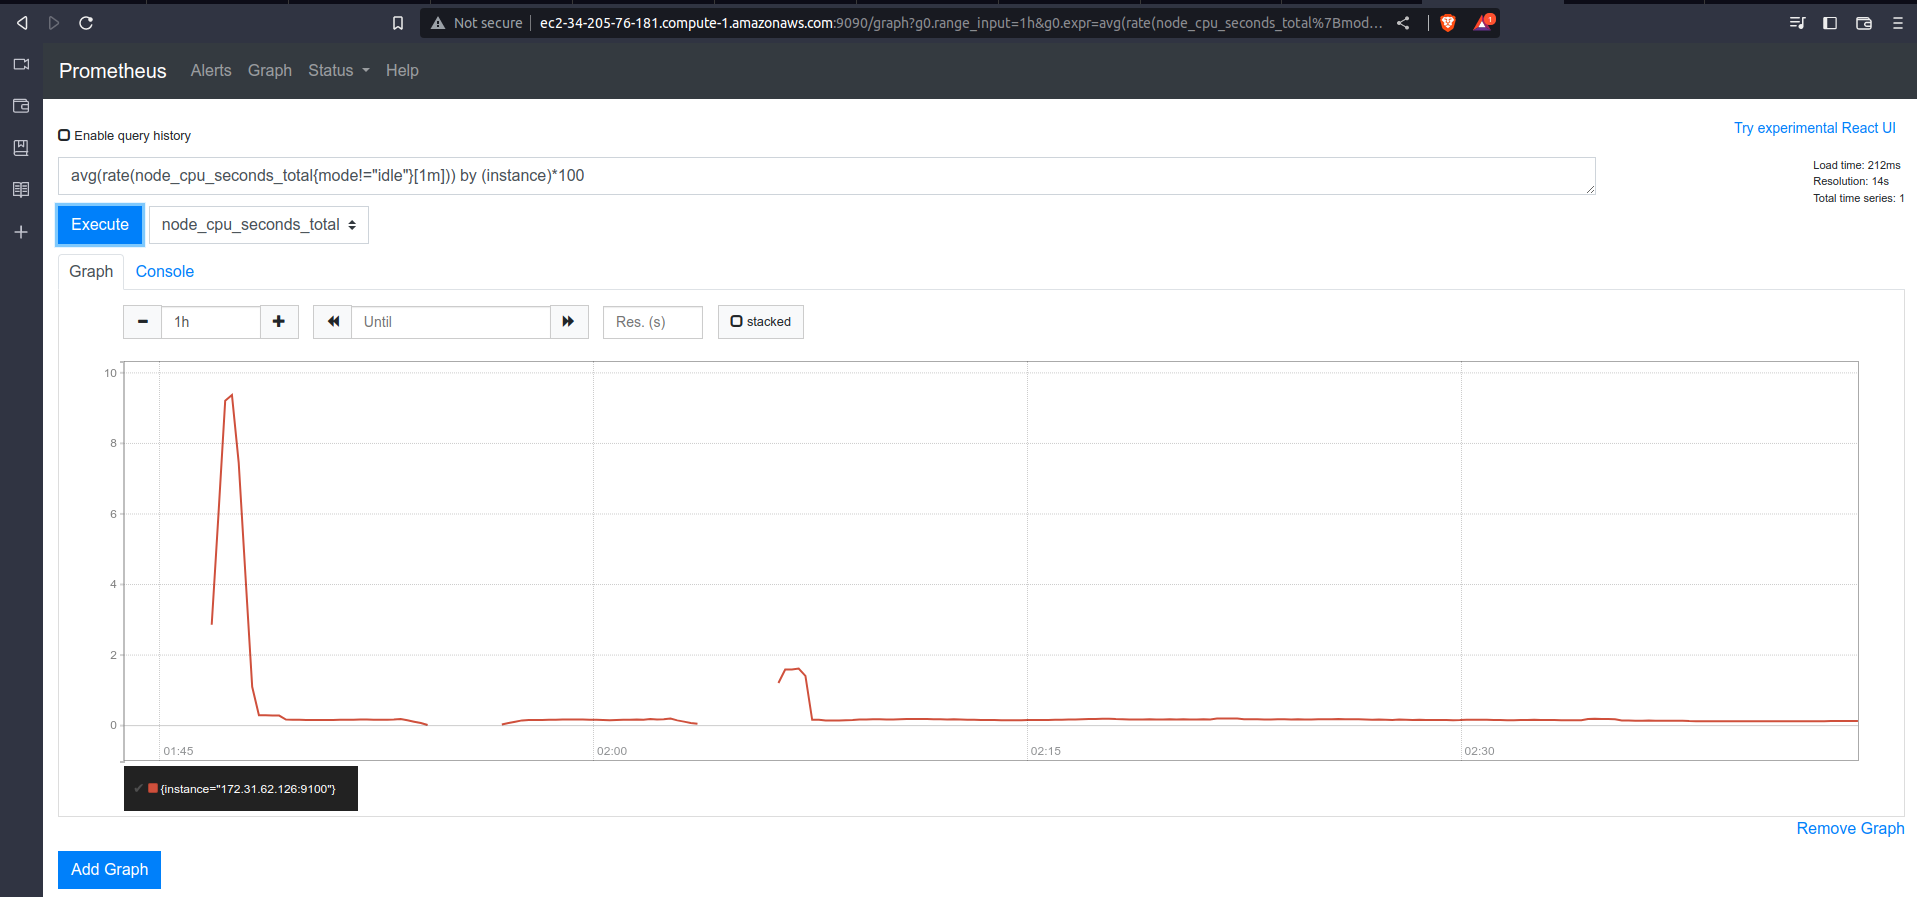 Not secure ec2-34-205-76-181.compute-1.amazonaws.com:9090/graph?g0.range_input=1h&g0.expr=avg(rate(node_cpu_seconds_total%7Bmod... 1
Prometheus Alerts Graph Status Help
Enable query history
Try experimental React UI
avg(rate(node_cpu_seconds_total{mode!="idle"}[1m])) by (instance)*100
Load time: 212ms
Resolution: 14s
Total time series: 1
Execute node_cpu_seconds_total
Graph Console
1h Until Res. (s) stacked
10
8
6
4
2
0
01:45 02:00 02:15 02:30
{instance="172.31.62.126:9100"}
Remove Graph
Add Graph